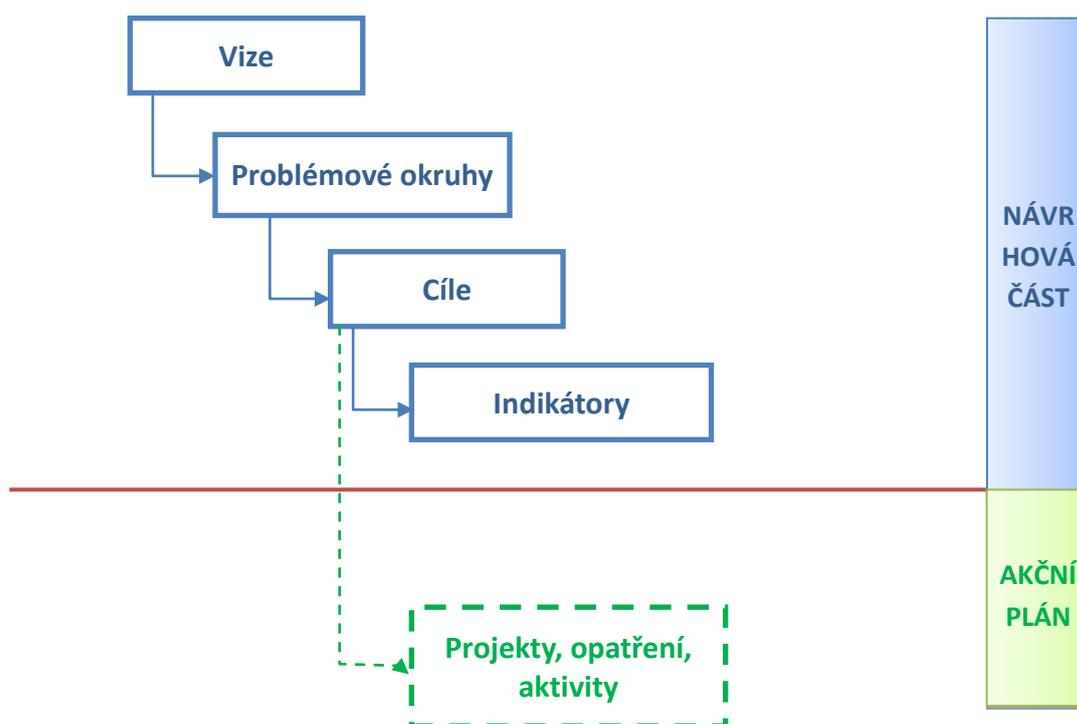 Vize
Problémové okruhy
Cíle
Indikátory
NÁVR
HOVÁ
ČÁST
AKČNÍ
PLÁN
Projekty, opatření,
aktivity